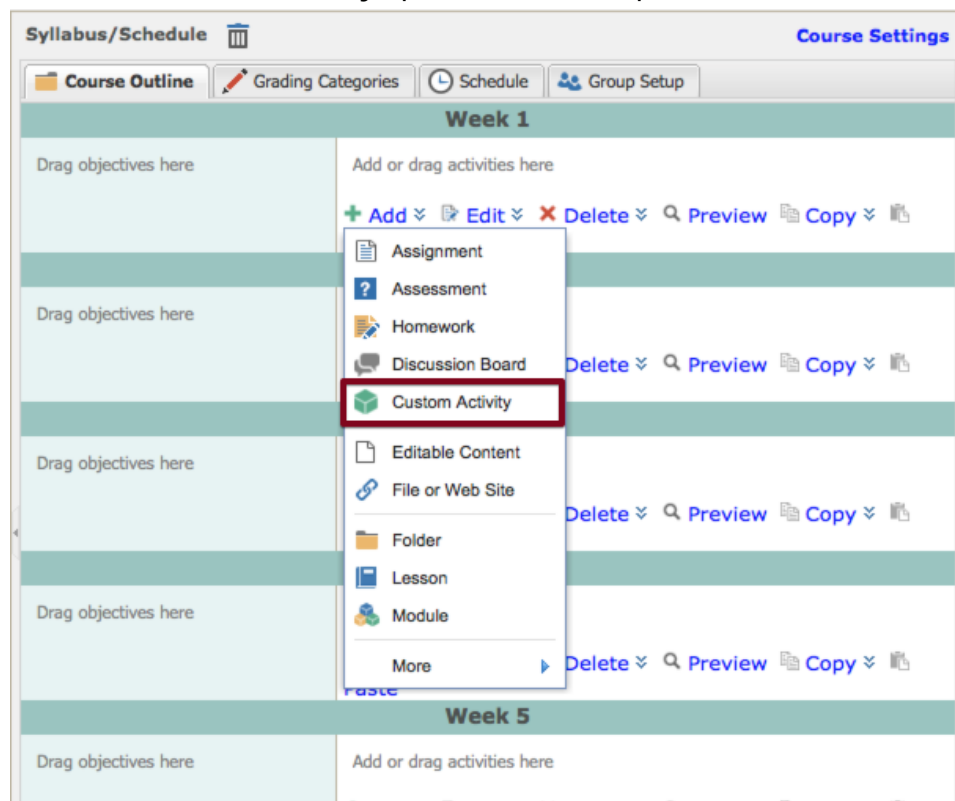 Syllabus/Schedule Course Settings
Course Outline Grading Categories Schedule Group Setup
Week 1
Drag objectives here Add or drag activities here
Add Edit Delete Preview Copy
Assignment
Assessment
Drag objectives here
Homework
Discussion Board Delete Preview Copy
Custom Activity
Editable Content
Drag objectives here
File or Web Site
Delete Preview Copy
Folder
Lesson
Drag objectives here
Module
More Delete Preview Copy
Paste
Week 5
Drag objectives here Add or drag activities here